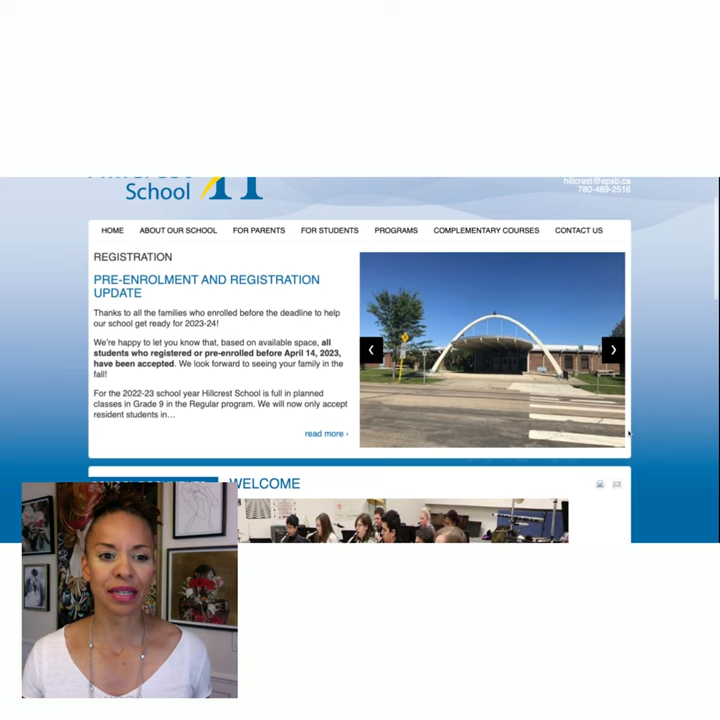 Hillcrest
School
hillcrest@epsb.ca
780-489-2516
HOME ABOUT OUR SCHOOL FOR PARENTS FOR STUDENTS PROGRAMS COMPLEMENTARY COURSES CONTACT US
REGISTRATION
PRE-ENROLMENT AND REGISTRATION
UPDATE
Thanks to all the families who enrolled before the deadline to help
our school get ready for 2023-24!
We're happy to let you know that, based on available space, all
students who registered or pre-enrolled before April 14, 2023,
have been accepted. We look forward to seeing your family in the
fall!
For the 2022-23 school year Hillcrest School is full in planned
classes in Grade 9 in the Regular program. We will now only accept
resident students in...
read more ›
WELCOME